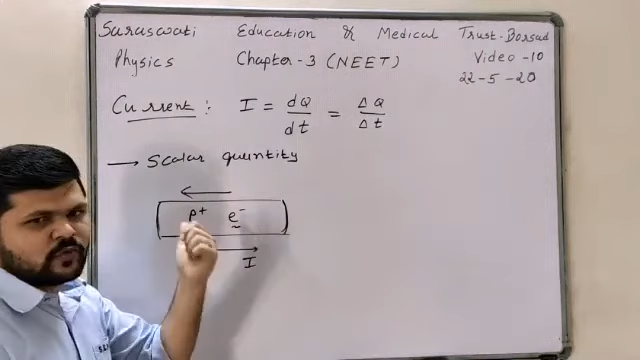 Saraswati Education & Medical Trust-Borsad
Physics Chapter-3 (NEET) Video-10
22-5-20
Current : I = dQ/dt = ΔQ/Δt
→ Scalar quantity
P⁺ e⁻
I